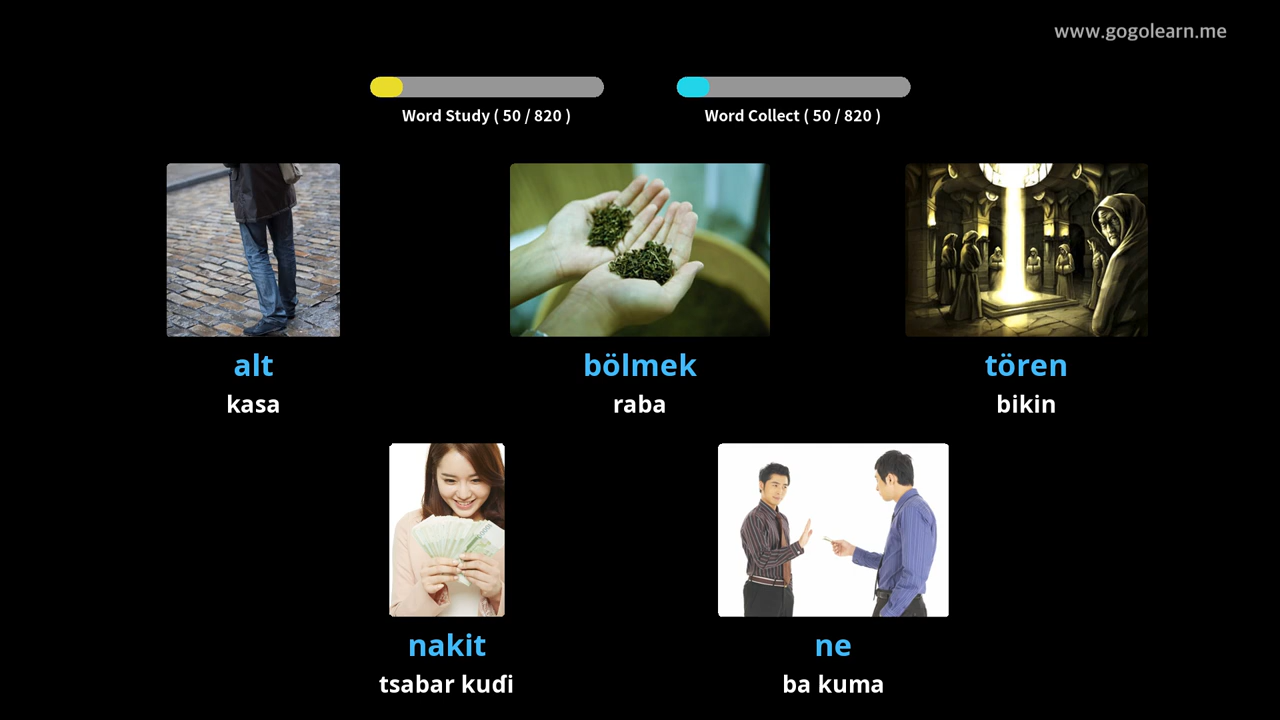 www.gogolearn.me
Word Study ( 50 / 820 )
Word Collect ( 50 / 820 )
alt
kasa
bölmek
raba
tören
bikin
nakit
tsabar kuɗi
ne
ba kuma